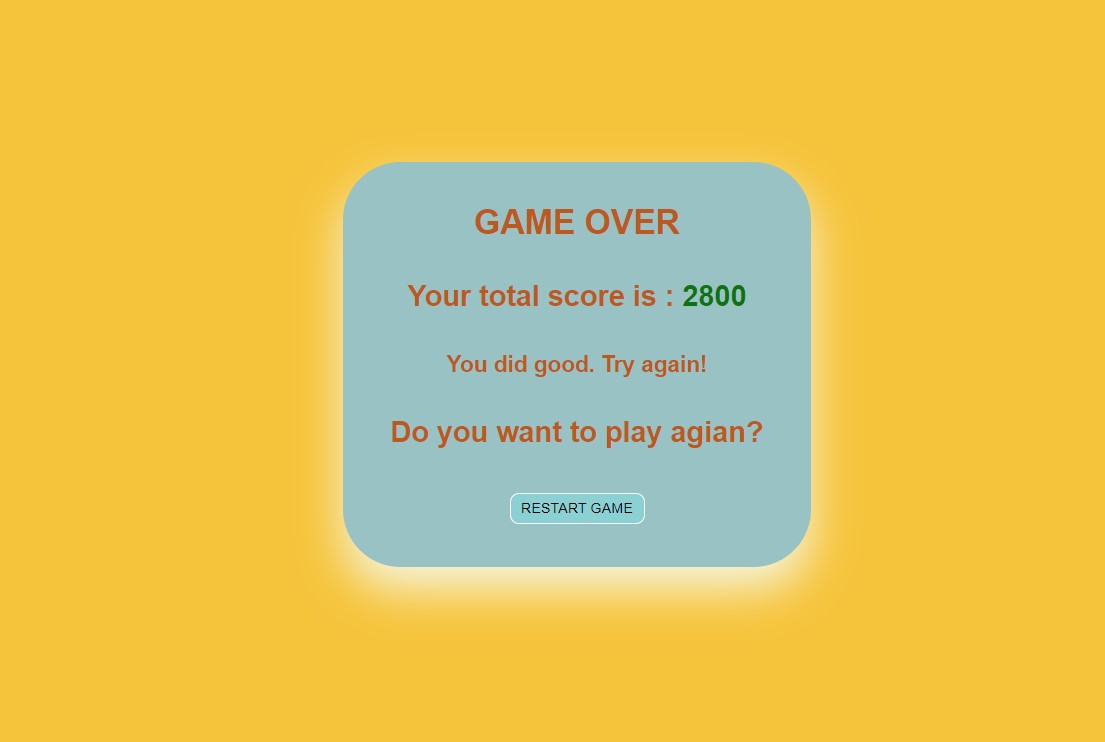 GAME OVER
Your total score is : 2800
You did good. Try again!
Do you want to play agian?
RESTART GAME